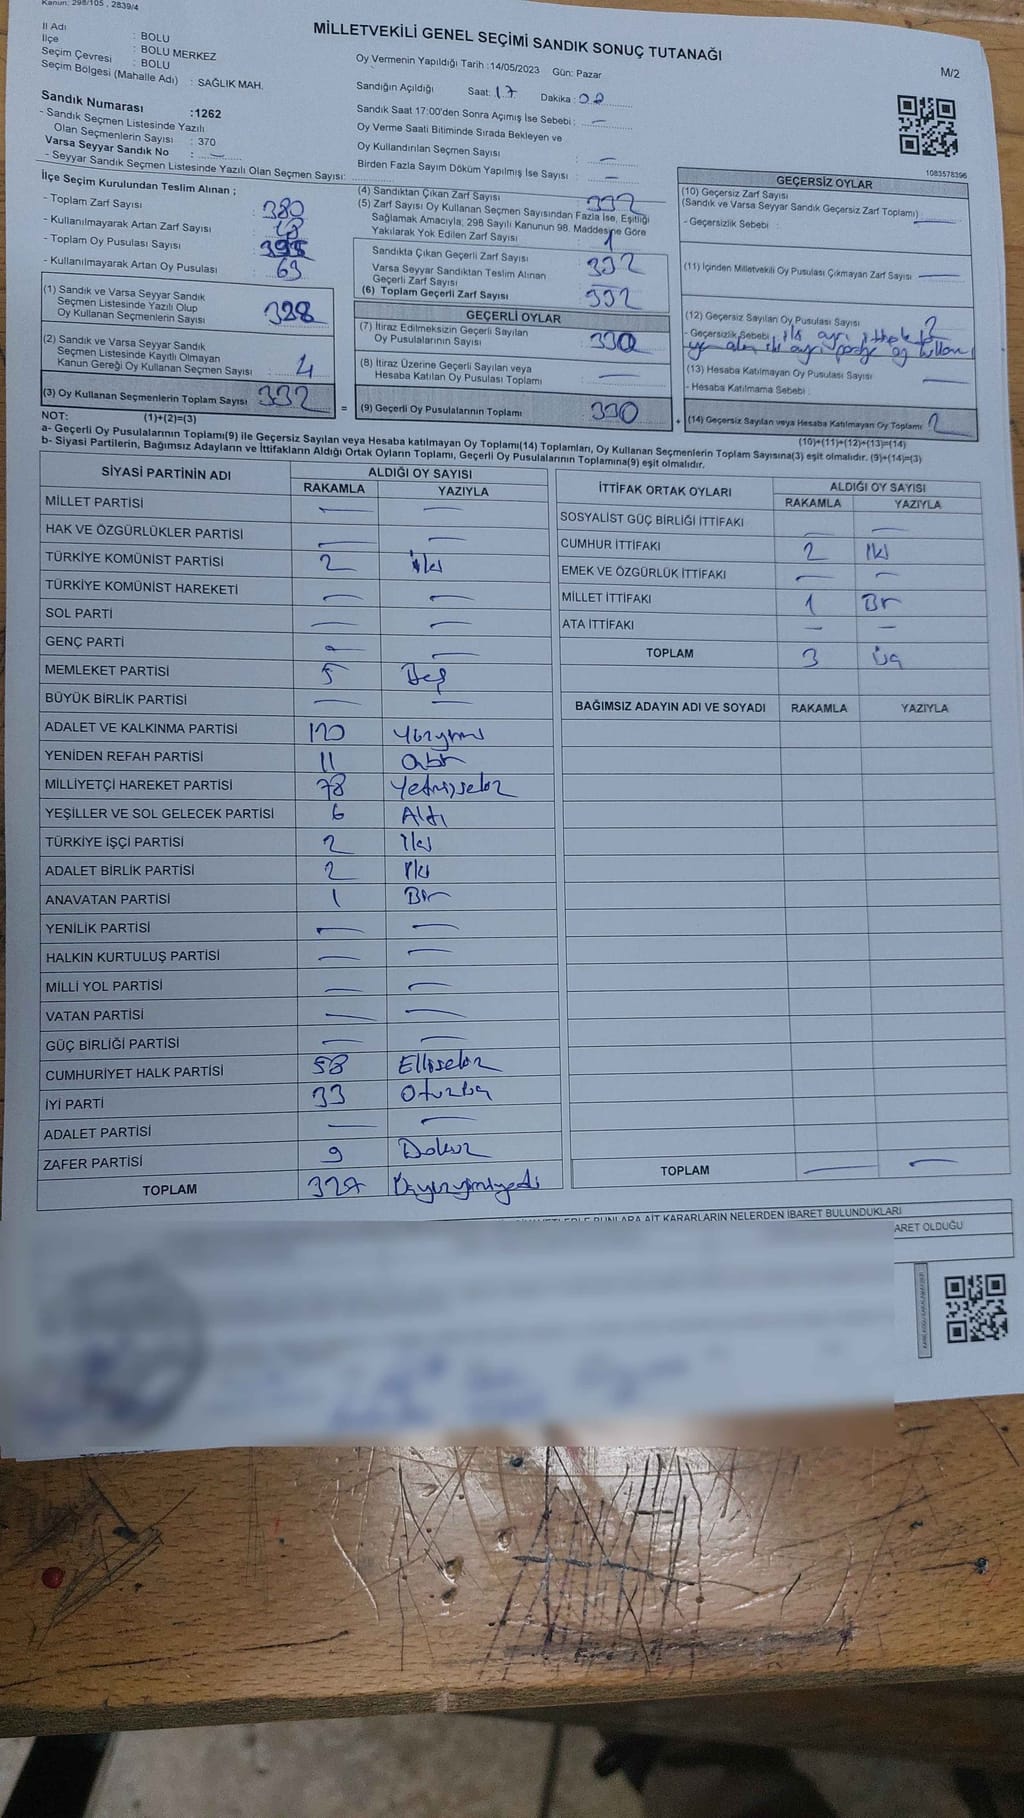 Kanun: 298/105 , 2839/4
MİLLETVEKİLİ GENEL SEÇİMİ SANDIK SONUÇ TUTANAĞI
M/2
İl Adı : BOLU
İlçe : BOLU MERKEZ
Seçim Çevresi : BOLU
Seçim Bölgesi (Mahalle Adı) : SAĞLIK MAH.
Sandık Numarası :1262
- Sandık Seçmen Listesinde Yazılı
Olan Seçmenlerin Sayısı : 370
Varsa Seyyar Sandık No :
- Seyyar Sandık Seçmen Listesinde Yazılı Olan Seçmen Sayısı:
Oy Vermenin Yapıldığı Tarih :14/05/2023 Gün: Pazar
Sandığın Açıldığı Saat: 17 Dakika :
Sandık Saat 17:00'den Sonra Açımış İse Sebebi : —
Oy Verme Saati Bitiminde Sırada Bekleyen ve
Oy Kullandırılan Seçmen Sayısı : —
Birden Fazla Sayım Döküm Yapılmış İse Sayısı : —
1083578396
İlçe Seçim Kurulundan Teslim Alınan ;
- Toplam Zarf Sayısı : 380
- Kullanılmayarak Artan Zarf Sayısı :
- Toplam Oy Pusulası Sayısı : 395
- Kullanılmayarak Artan Oy Pusulası : 63
(1) Sandık ve Varsa Seyyar Sandık
Seçmen Listesinde Yazılı Olup
Oy Kullanan Seçmenlerin Sayısı : 328
(2) Sandık ve Varsa Seyyar Sandık
Seçmen Listesinde Kayıtlı Olmayan
Kanun Gereği Oy Kullanan Seçmen Sayısı : 4
(3) Oy Kullanan Seçmenlerin Toplam Sayısı 332
(1)+(2)=(3)
(4) Sandıktan Çıkan Zarf Sayısı : 332
(5) Zarf Sayısı Oy Kullanan Seçmen Sayısından Fazla İse, Eşitliği
Sağlamak Amacıyla, 298 Sayılı Kanunun 98. Maddesine Göre
Yakılarak Yok Edilen Zarf Sayısı :
Sandıkta Çıkan Geçerli Zarf Sayısı : 332
Varsa Seyyar Sandıktan Teslim Alınan
Geçerli Zarf Sayısı :
(6) Toplam Geçerli Zarf Sayısı : 332
GEÇERLİ OYLAR
(7) İtiraz Edilmeksizin Geçerli Sayılan
Oy Pusulalarının Sayısı : 330
(8) İtiraz Üzerine Geçerli Sayılan veya
Hesaba Katılan Oy Pusulası Toplamı : —
= (9) Geçerli Oy Pusulalarının Toplamı 330
GEÇERSİZ OYLAR
(10) Geçersiz Zarf Sayısı
(Sandık ve Varsa Seyyar Sandık Geçersiz Zarf Toplamı) : —
- Geçersizlik Sebebi :
(11) İçinden Milletvekili Oy Pusulası Çıkmayan Zarf Sayısı —
(12) Geçersiz Sayılan Oy Pusulası Sayısı : 2
- Geçersizlik Sebebi : iki ayrı ittifaka
iki ayrı
(13) Hesaba Katılmayan Oy Pusulası Sayısı : —
- Hesaba Katılmama Sebebi :
+ (14) Geçersiz Sayılan veya Hesaba Katılmayan Oy Toplamı : 2
(10)+(11)+(12)+(13)=(14)
NOT:
a- Geçerli Oy Pusulalarının Toplamı(9) ile Geçersiz Sayılan veya Hesaba katılmayan Oy Toplamı(14) Toplamları, Oy Kullanan Seçmenlerin Toplam Sayısına(3) eşit olmalıdır. (9)+(14)=(3)
b- Siyasi Partilerin, Bağımsız Adayların ve İttifakların Aldığı Ortak Oyların Toplamı, Geçerli Oy Pusulalarının Toplamına(9) eşit olmalıdır.
SİYASİ PARTİNİN ADI ALDIĞI OY SAYISI
RAKAMLA YAZIYLA
MİLLET PARTİSİ — —
HAK VE ÖZGÜRLÜKLER PARTİSİ — —
TÜRKİYE KOMÜNİST PARTİSİ 2 iki
TÜRKİYE KOMÜNİST HAREKETİ — —
SOL PARTİ — —
GENÇ PARTİ — —
MEMLEKET PARTİSİ 5 Beş
BÜYÜK BİRLİK PARTİSİ — —
ADALET VE KALKINMA PARTİSİ 120 Yüzyirmi
YENİDEN REFAH PARTİSİ 11 onbir
MİLLİYETÇİ HAREKET PARTİSİ 78 Yetmişsekiz
YEŞİLLER VE SOL GELECEK PARTİSİ 6 Altı
TÜRKİYE İŞÇİ PARTİSİ 2 İki
ADALET BİRLİK PARTİSİ 2 İki
ANAVATAN PARTİSİ 1 Bir
YENİLİK PARTİSİ — —
HALKIN KURTULUŞ PARTİSİ — —
MİLLİ YOL PARTİSİ — —
VATAN PARTİSİ — —
GÜÇ BİRLİĞİ PARTİSİ — —
CUMHURİYET HALK PARTİSİ 58 Ellisekiz
İYİ PARTİ 33 Otuzüç
ADALET PARTİSİ — —
ZAFER PARTİSİ 9 Dokuz
TOPLAM 327 Üçyüzyirmiyedi
İTTİFAK ORTAK OYLARI ALDIĞI OY SAYISI
RAKAMLA YAZIYLA
SOSYALİST GÜÇ BİRLİĞİ İTTİFAKI — —
CUMHUR İTTİFAKI 2 İki
EMEK VE ÖZGÜRLÜK İTTİFAKI — —
MİLLET İTTİFAKI 1 Bir
ATA İTTİFAKI — —
TOPLAM 3 Üç
BAĞIMSIZ ADAYIN ADI VE SOYADI RAKAMLA YAZIYLA
TOPLAM — —
BUNLARA AİT KARARLARIN NELERDEN İBARET BULUNDUKLARI
OLDUĞU